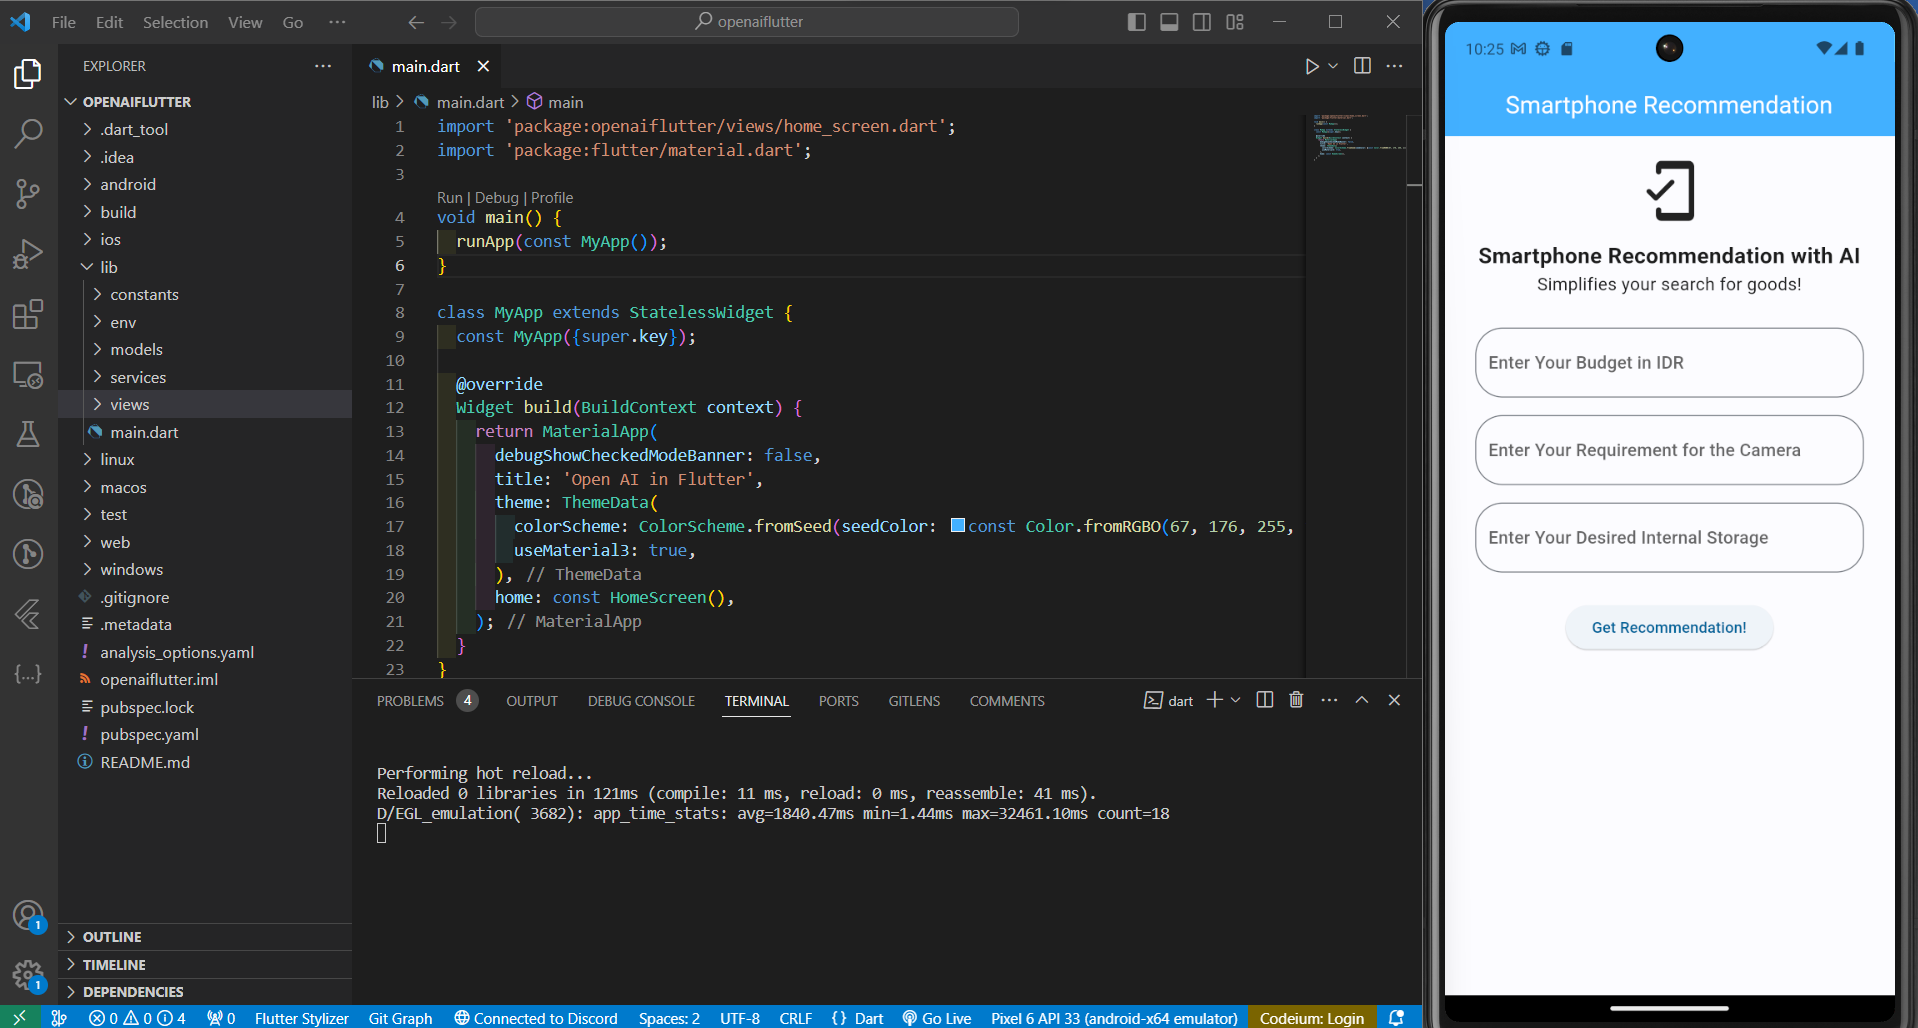 File Edit Selection View Go ··· openaiflutter
EXPLORER ···
OPENAIFLUTTER
.dart_tool
.idea
android
build
ios
lib
constants
env
models
services
views
main.dart
linux
macos
test
web
windows
.gitignore
.metadata
analysis_options.yaml
openaiflutter.iml
pubspec.lock
pubspec.yaml
README.md
OUTLINE
TIMELINE
DEPENDENCIES
1
1
main.dart
lib > main.dart > main
1 import 'package:openaiflutter/views/home_screen.dart';
2 import 'package:flutter/material.dart';
3
Run | Debug | Profile
4 void main() {
5 runApp(const MyApp());
6 }
7
8 class MyApp extends StatelessWidget {
9 const MyApp({super.key});
10
11 @override
12 Widget build(BuildContext context) {
13 return MaterialApp(
14 debugShowCheckedModeBanner: false,
15 title: 'Open AI in Flutter',
16 theme: ThemeData(
17 colorScheme: ColorScheme.fromSeed(seedColor: const Color.fromRGBO(67, 176, 255,
18 useMaterial3: true,
19 ), // ThemeData
20 home: const HomeScreen(),
21 ); // MaterialApp
22 }
23 }
PROBLEMS 4 OUTPUT DEBUG CONSOLE TERMINAL PORTS GITLENS COMMENTS dart
Performing hot reload...
Reloaded 0 libraries in 121ms (compile: 11 ms, reload: 0 ms, reassemble: 41 ms).
D/EGL_emulation( 3682): app_time_stats: avg=1840.47ms min=1.44ms max=32461.10ms count=18
0 0 4 0 Flutter Stylizer Git Graph Connected to Discord Spaces: 2 UTF-8 CRLF {} Dart Go Live Pixel 6 API 33 (android-x64 emulator) Codeium: Login
10:25
Smartphone Recommendation
Smartphone Recommendation with AI
Simplifies your search for goods!
Enter Your Budget in IDR
Enter Your Requirement for the Camera
Enter Your Desired Internal Storage
Get Recommendation!